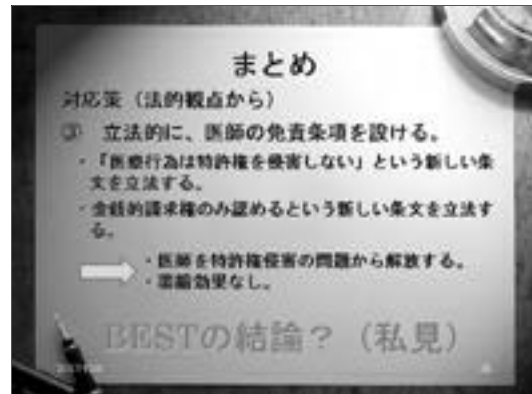 まとめ
対応策（法的観点から）
③ 立法的に、医師の免責条項を設ける。
・「医療行為は特許権を侵害しない」という新しい条
文を立法する。
・金銭的請求権のみ認めるという新しい条文を立法す
る。
・医師を特許権侵害の問題から解放する。
・萎縮効果なし。
BESTの結論？（私見）